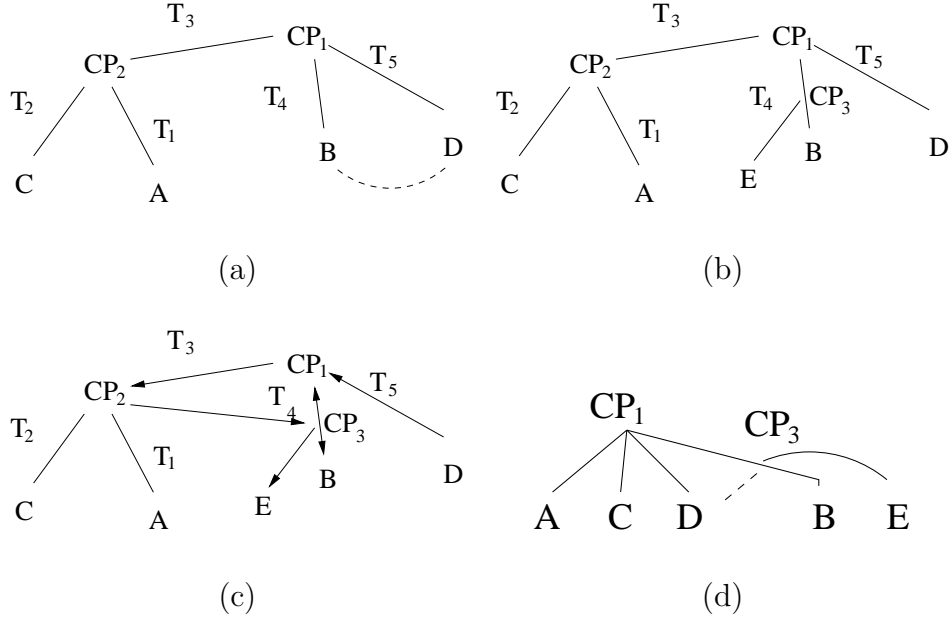 T3 CP1 T3 CP1
CP2 T5 CP2 T5
T2 T4 T2 T4 CP3
T1 T1
B D B D
C A C E A
(a) (b)
T3 CP1
CP2 T5
T4 CP1
T2 CP3 CP3
T1
B D
C E A C D B E
A
(c) (d)